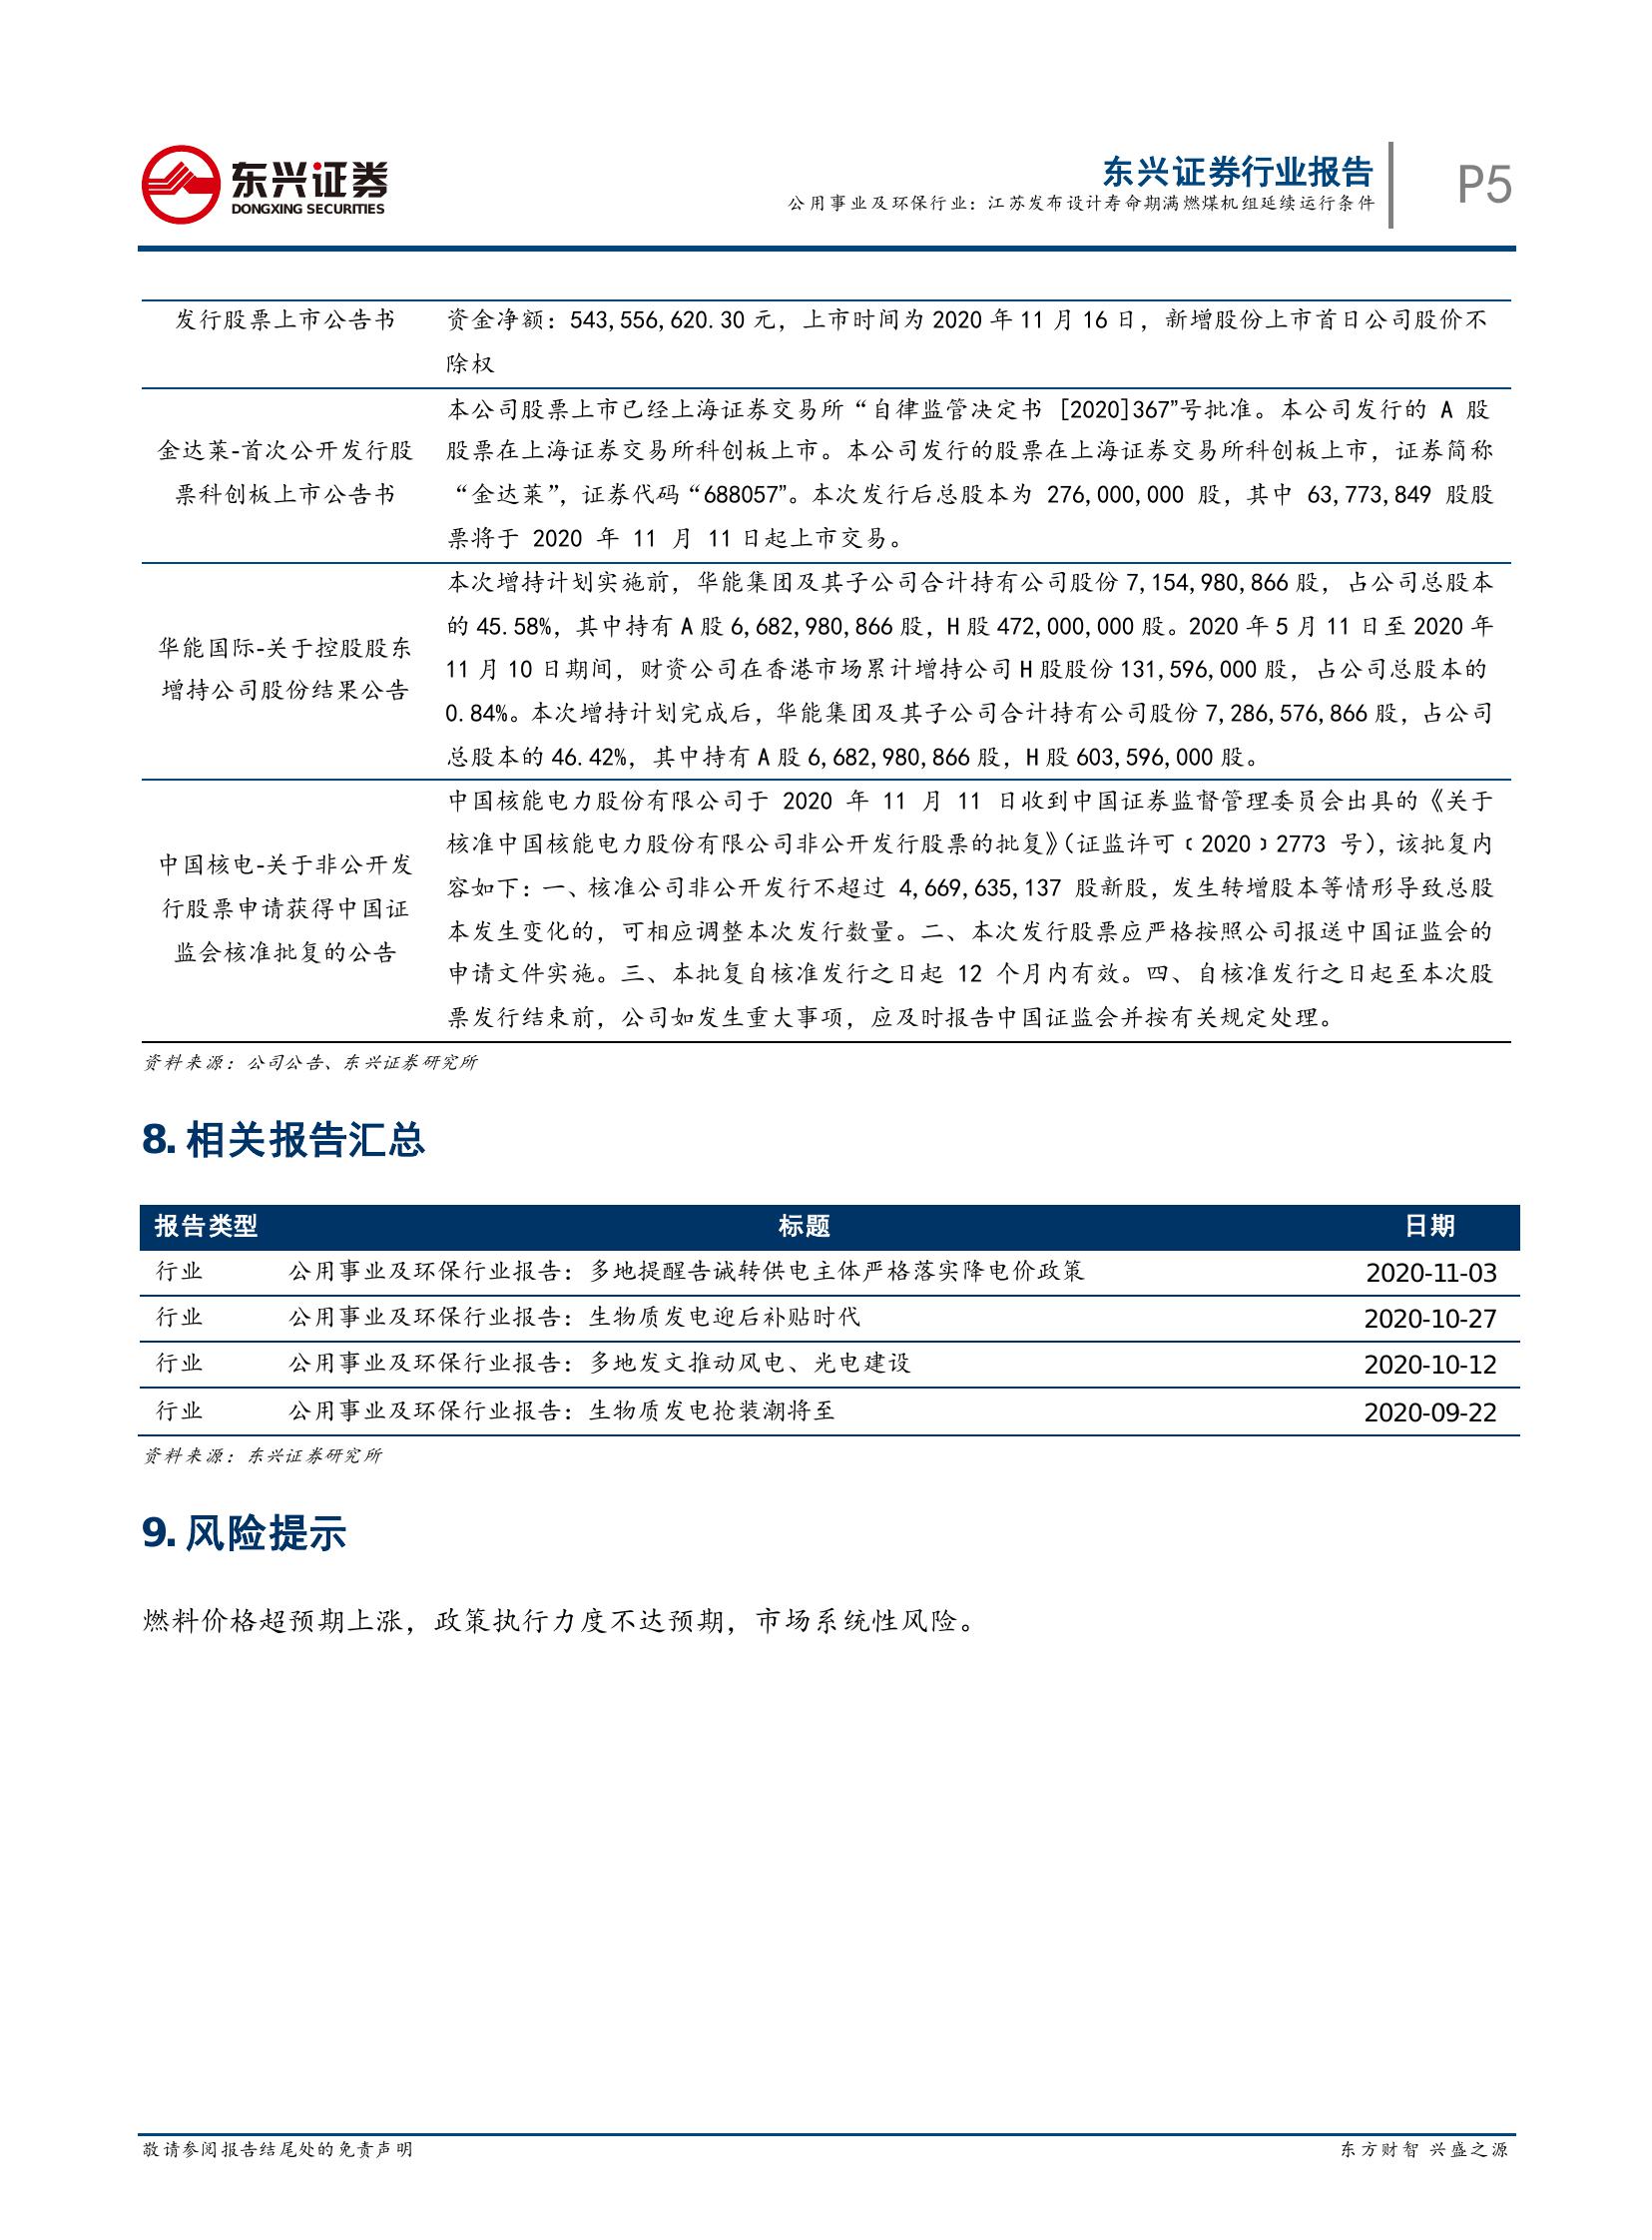 东兴证券
DONGXING SECURITIES
东兴证券行业报告
公用事业及环保行业：江苏发布设计寿命期满燃煤机组延续运行条件
P5
发行股票上市公告书
资金净额：543,556,620.30 元，上市时间为 2020 年 11 月 16 日，新增股份上市首日公司股价不
除权
金达莱-首次公开发行股
票科创板上市公告书
本公司股票上市已经上海证券交易所“自律监管决定书 [2020]367”号批准。本公司发行的 A 股
股票在上海证券交易所科创板上市。本公司发行的股票在上海证券交易所科创板上市，证券简称
“金达莱”，证券代码“688057”。本次发行后总股本为 276,000,000 股，其中 63,773,849 股股
票将于 2020 年 11 月 11日起上市交易。
华能国际-关于控股股东
增持公司股份结果公告
本次增持计划实施前，华能集团及其子公司合计持有公司股份 7,154,980,866 股，占公司总股本
的 45.58%，其中持有 A 股 6,682,980,866 股，H 股 472,000,000 股。2020 年 5 月 11 日至 2020 年
11 月 10 日期间，财资公司在香港市场累计增持公司 H 股股份 131,596,000 股，占公司总股本的
0.84%。本次增持计划完成后，华能集团及其子公司合计持有公司股份 7,286,576,866 股，占公司
总股本的 46.42%，其中持有 A 股 6,682,980,866 股，H 股 603,596,000 股。
中国核电-关于非公开发
行股票申请获得中国证
监会核准批复的公告
中国核能电力股份有限公司于 2020 年 11 月 11 日收到中国证券监督管理委员会出具的《关于
核准中国核能电力股份有限公司非公开发行股票的批复》（证监许可﹝2020﹞2773 号），该批复内
容如下：一、核准公司非公开发行不超过 4,669,635,137 股新股，发生转增股本等情形导致总股
本发生变化的，可相应调整本次发行数量。二、本次发行股票应严格按照公司报送中国证监会的
申请文件实施。三、本批复自核准发行之日起 12 个月内有效。四、自核准发行之日起至本次股
票发行结束前，公司如发生重大事项，应及时报告中国证监会并按有关规定处理。
资料来源：公司公告、东兴证券研究所
8. 相关报告汇总
报告类型 标题 日期
行业 公用事业及环保行业报告：多地提醒告诫转供电主体严格落实降电价政策 2020-11-03
行业 公用事业及环保行业报告：生物质发电迎后补贴时代 2020-10-27
行业 公用事业及环保行业报告：多地发文推动风电、光电建设 2020-10-12
行业 公用事业及环保行业报告：生物质发电抢装潮将至 2020-09-22
资料来源：东兴证券研究所
9. 风险提示
燃料价格超预期上涨，政策执行力度不达预期，市场系统性风险。
敬请参阅报告结尾处的免责声明
东方财智 兴盛之源